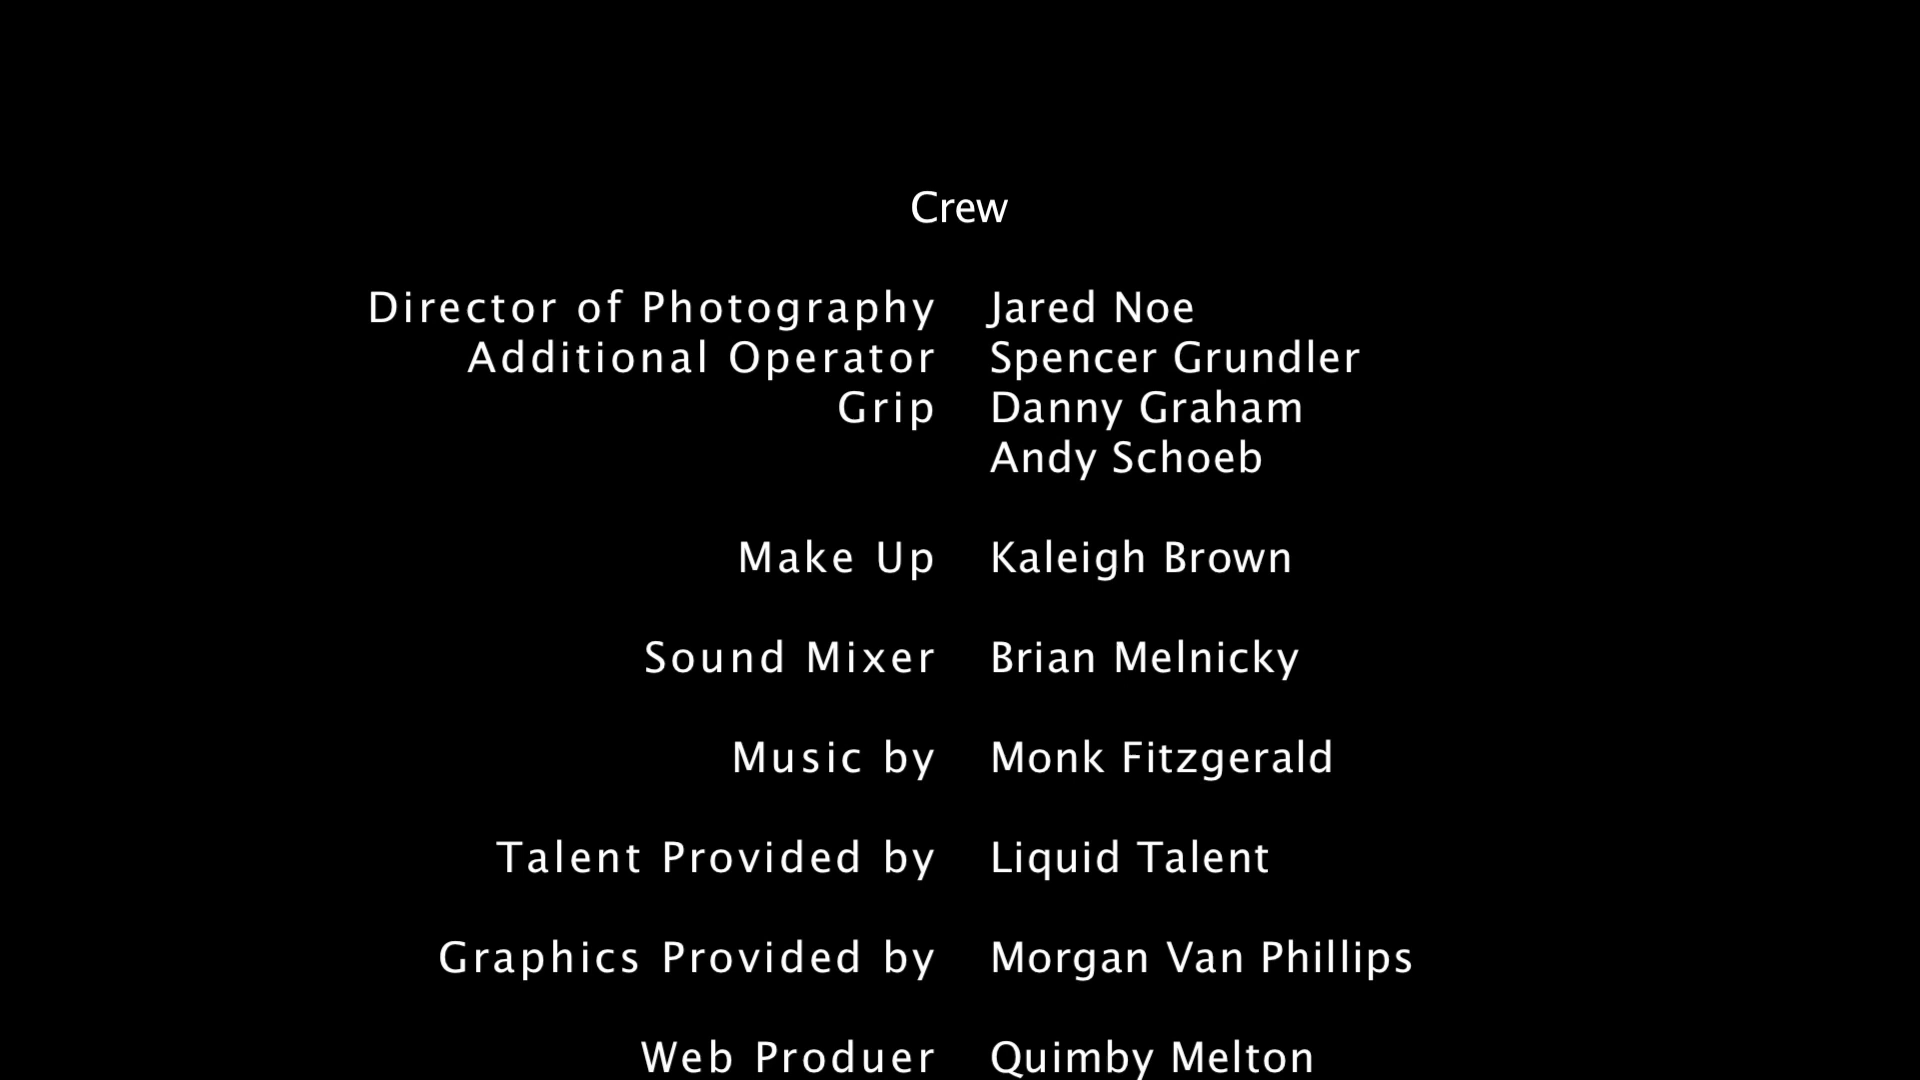 Crew
Director of Photography Jared Noe
Additional Operator Spencer Grundler
Grip Danny Graham
Andy Schoeb
Make Up Kaleigh Brown
Sound Mixer Brian Melnicky
Music by Monk Fitzgerald
Talent Provided by Liquid Talent
Graphics Provided by Morgan Van Phillips
Web Produer Quimby Melton